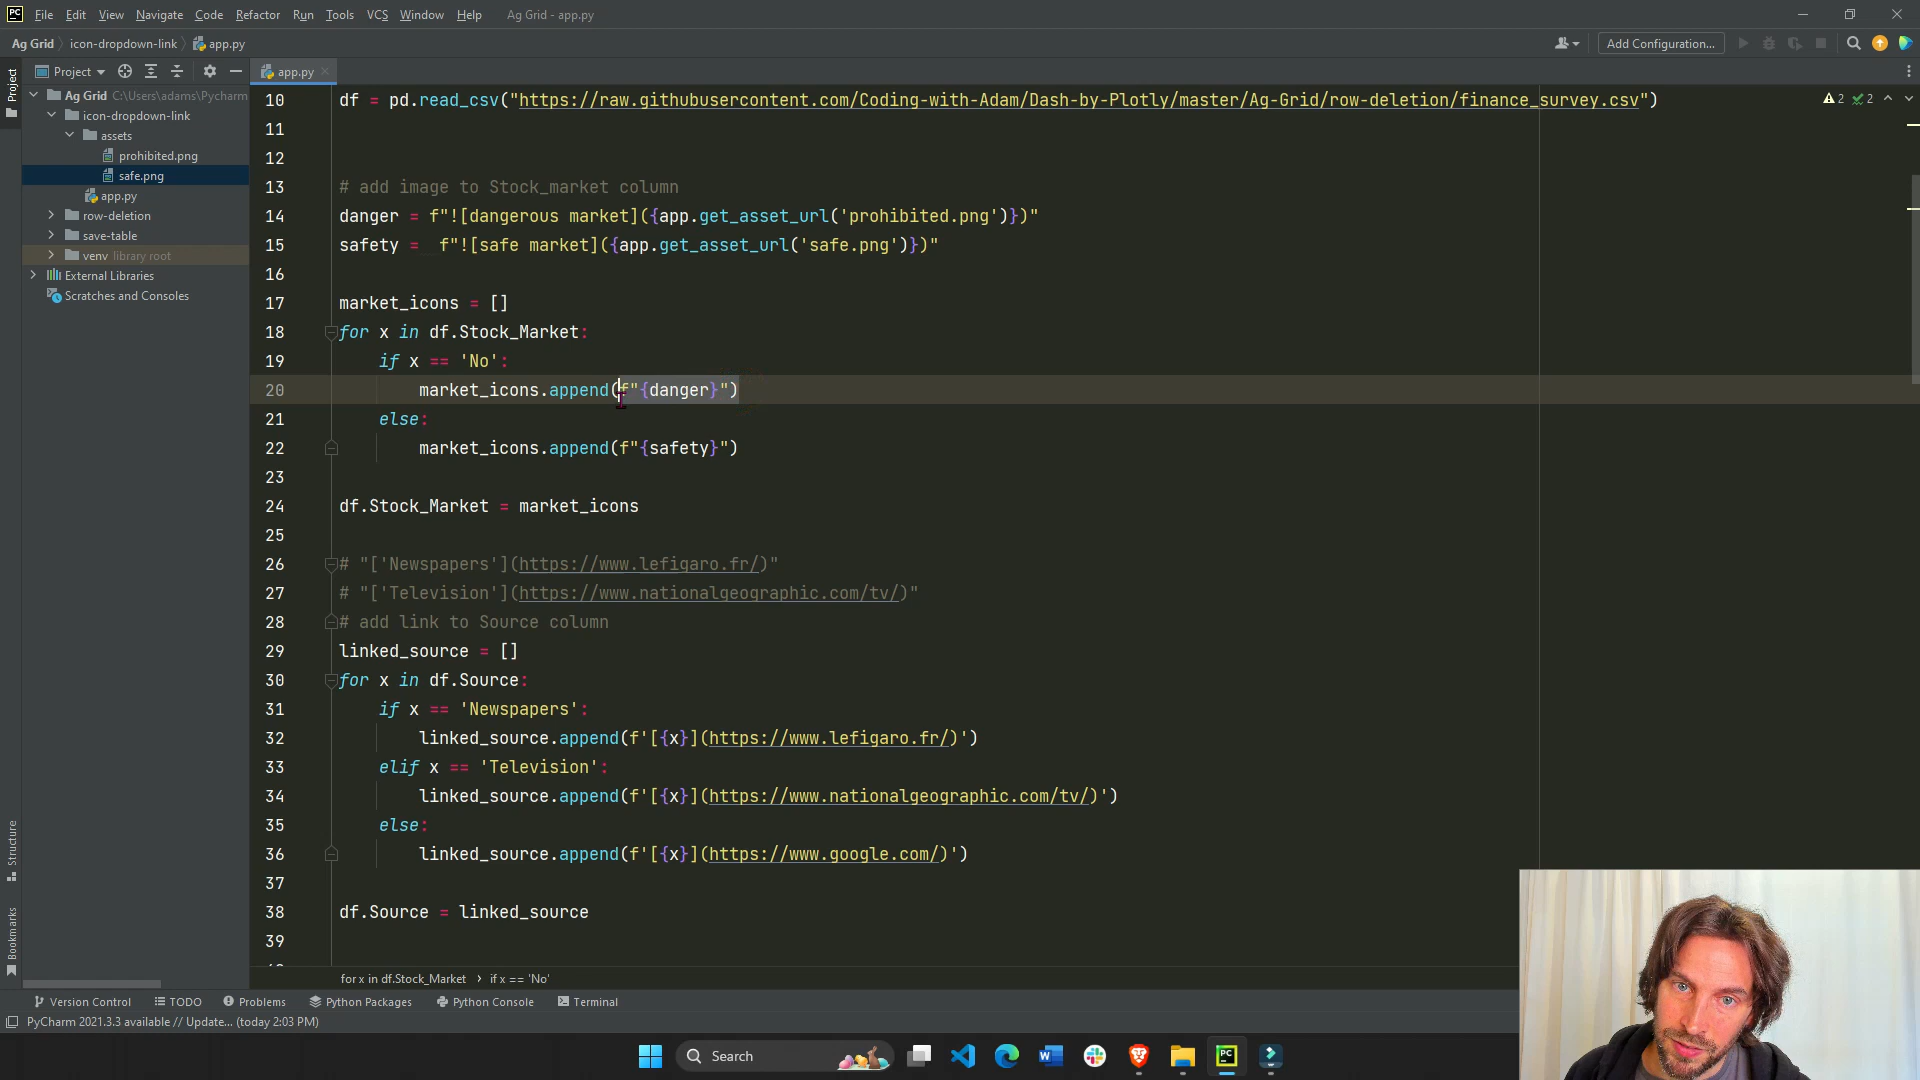 PC File Edit View Navigate Code Refactor Run Tools VCS Window Help Ag Grid - app.py
Ag Grid icon-dropdown-link app.py Add Configuration...
Project app.py
Project
Ag Grid C:\Users\adams\Pycharm
icon-dropdown-link
assets
prohibited.png
safe.png
app.py
row-deletion
save-table
venv library root
External Libraries
Scratches and Consoles
2 2
10 df = pd.read_csv("https://raw.githubusercontent.com/Coding-with-Adam/Dash-by-Plotly/master/Ag-Grid/row-deletion/finance_survey.csv")
11
12
13 # add image to Stock_market column
14 danger = f"![dangerous market]({app.get_asset_url('prohibited.png')})"
15 safety =  f"![safe market]({app.get_asset_url('safe.png')})"
16
17 market_icons = []
18 for x in df.Stock_Market:
19     if x == 'No':
20         market_icons.append(f"{danger}")
21     else:
22         market_icons.append(f"{safety}")
23
24 df.Stock_Market = market_icons
25
26 # "['Newspapers'](https://www.lefigaro.fr/)"
27 # "['Television'](https://www.nationalgeographic.com/tv/)"
28 # add link to Source column
29 linked_source = []
30 for x in df.Source:
31     if x == 'Newspapers':
32         linked_source.append(f'[{x}](https://www.lefigaro.fr/)')
33     elif x == 'Television':
34         linked_source.append(f'[{x}](https://www.nationalgeographic.com/tv/)')
35     else:
36         linked_source.append(f'[{x}](https://www.google.com/)')
37
38 df.Source = linked_source
39
Structure
Bookmarks
for x in df.Stock_Market › if x == 'No'
Version Control TODO Problems Python Packages Python Console Terminal
PyCharm 2021.3.3 available // Update... (today 2:03 PM)
Search
PC